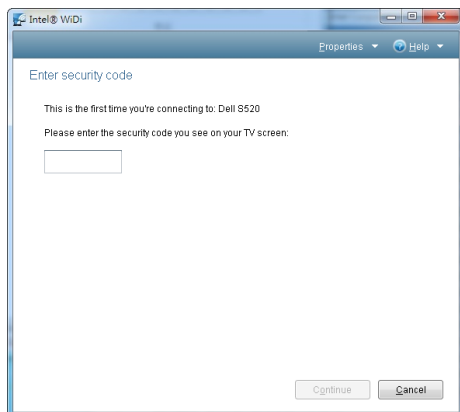 Intel® WiDi
Properties Help
Enter security code
This is the first time you're connecting to: Dell S520
Please enter the security code you see on your TV screen:
Continue Cancel